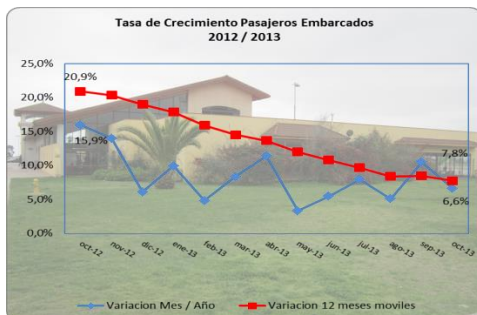 Tasa de Crecimiento Pasajeros Embarcados
2012 / 2013
25,0%
20,0%
15,0%
10,0%
5,0%
0,0%
20,9%
15,9%
7,8%
6,6%
oct-12
nov-12
dic-12
ene-13
feb-13
mar-13
abr-13
may-13
jun-13
jul-13
ago-13
sep-13
oct-13
Variacion Mes / Año
Variacion 12 meses moviles